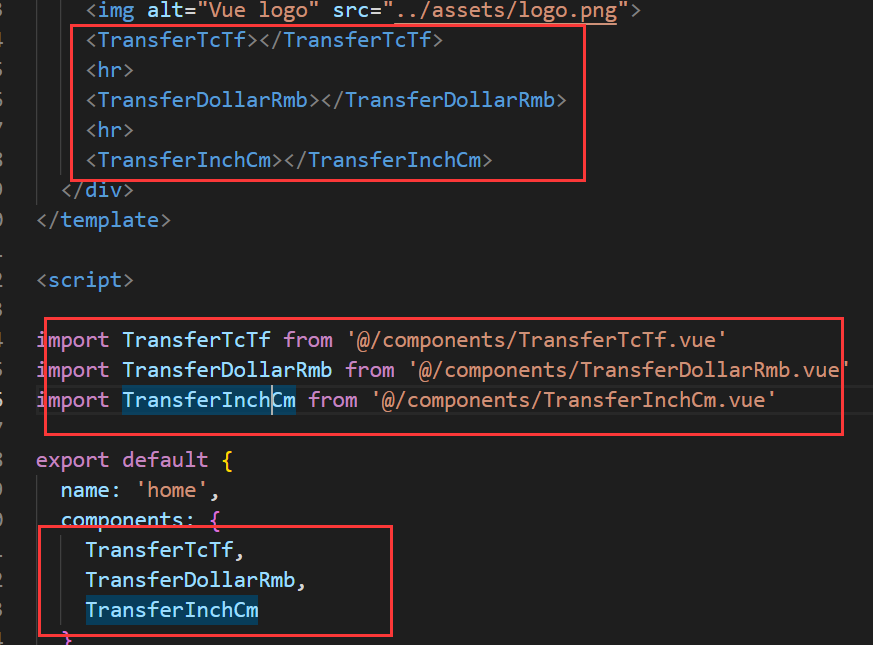 <img alt="Vue logo" src="../assets/logo.png">
<TransferTcTf></TransferTcTf>
<hr>
<TransferDollarRmb></TransferDollarRmb>
<hr>
<TransferInchCm></TransferInchCm>
</div>
</template>
<script>
import TransferTcTf from '@/components/TransferTcTf.vue'
import TransferDollarRmb from '@/components/TransferDollarRmb.vue'
import TransferInchCm from '@/components/TransferInchCm.vue'
export default {
name: 'home',
components: {
TransferTcTf,
TransferDollarRmb,
TransferInchCm
}